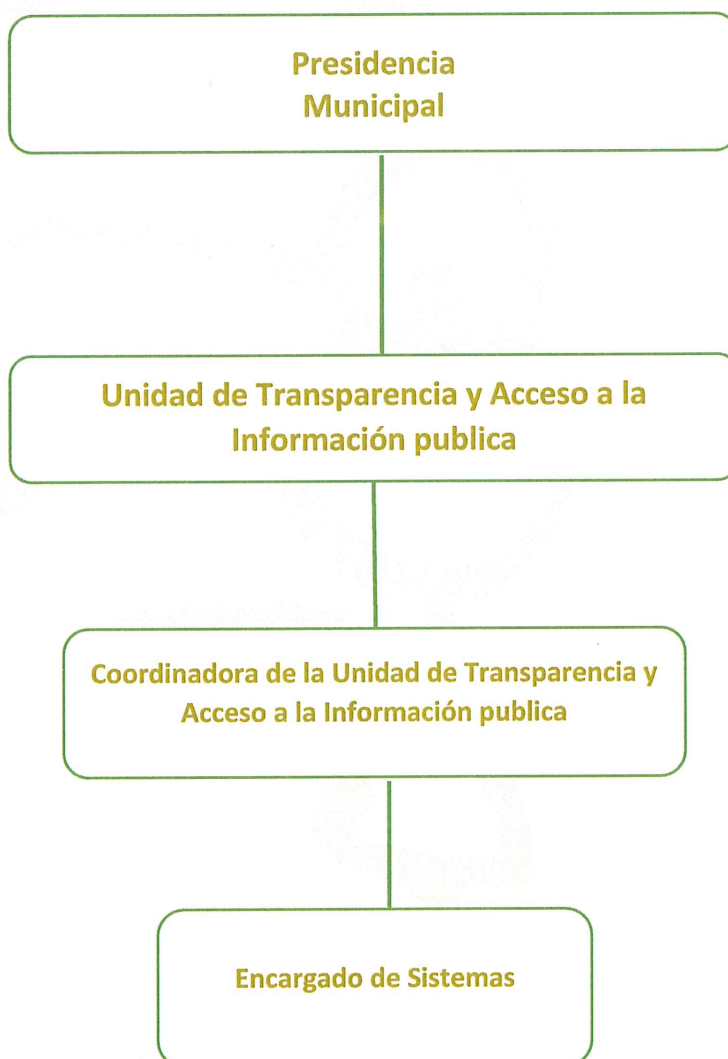 Presidencia
Municipal
Unidad de Transparencia y Acceso a la
Información publica
Coordinadora de la Unidad de Transparencia y
Acceso a la Información publica
Encargado de Sistemas